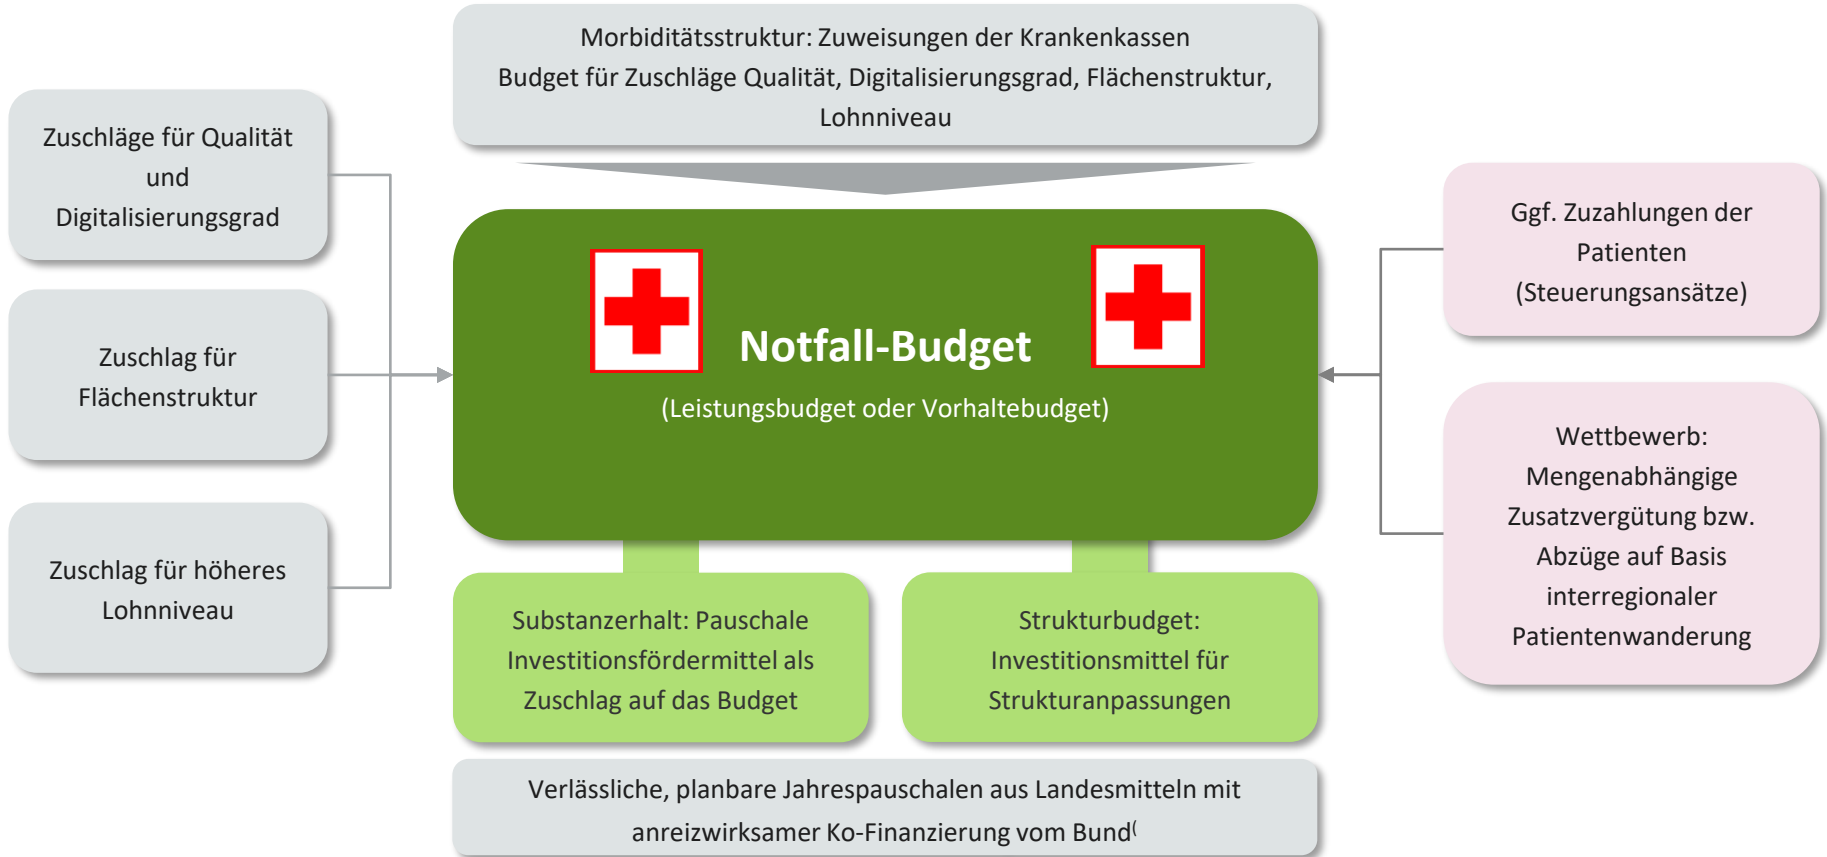 Morbiditätsstruktur: Zuweisungen der Krankenkassen
Budget für Zuschläge Qualität, Digitalisierungsgrad, Flächenstruktur,
Lohnniveau
Zuschläge für Qualität
und
Digitalisierungsgrad
Zuschlag für
Flächenstruktur
Zuschlag für höheres
Lohnniveau
Notfall-Budget
(Leistungsbudget oder Vorhaltebudget)
Ggf. Zuzahlungen der
Patienten
(Steuerungsansätze)
Wettbewerb:
Mengenabhängige
Zusatzvergütung bzw.
Abzüge auf Basis
interregionaler
Patientenwanderung
Substanzerhalt: Pauschale
Investitionsfördermittel als
Zuschlag auf das Budget
Strukturbudget:
Investitionsmittel für
Strukturanpassungen
Verlässliche, planbare Jahrespauschalen aus Landesmitteln mit
anreizwirksamer Ko-Finanzierung vom Bund(